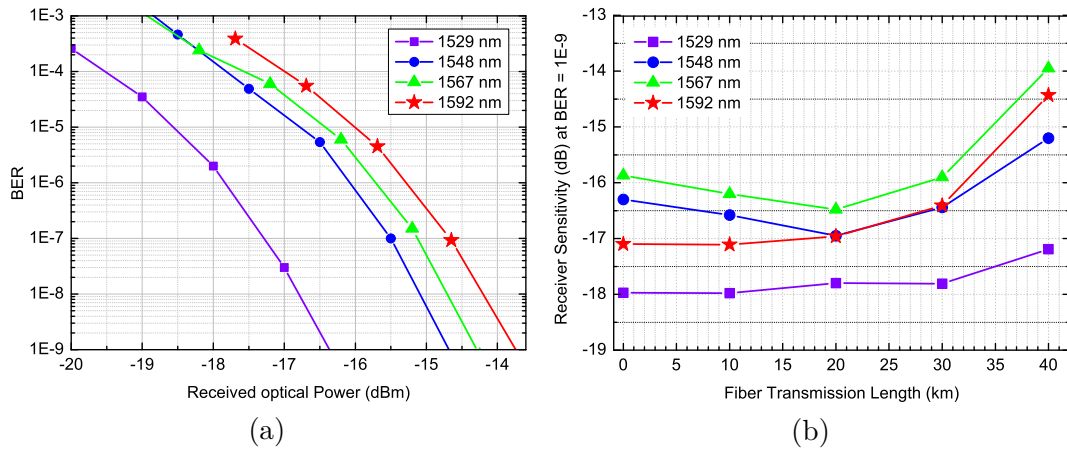 1E-3
1E-4
1E-5
1E-6
1E-7
1E-8
1E-9
BER
-20
-19
-18
-17
-16
-15
-14
Received optical Power (dBm)
1529 nm
1548 nm
1567 nm
1592 nm
(a)
-13
-14
-15
-16
-17
-18
-19
Receiver Sensitivity (dB) at BER = 1E-9
0
5
10
15
20
25
30
35
40
Fiber Transmission Length (km)
1529 nm
1548 nm
1567 nm
1592 nm
(b)